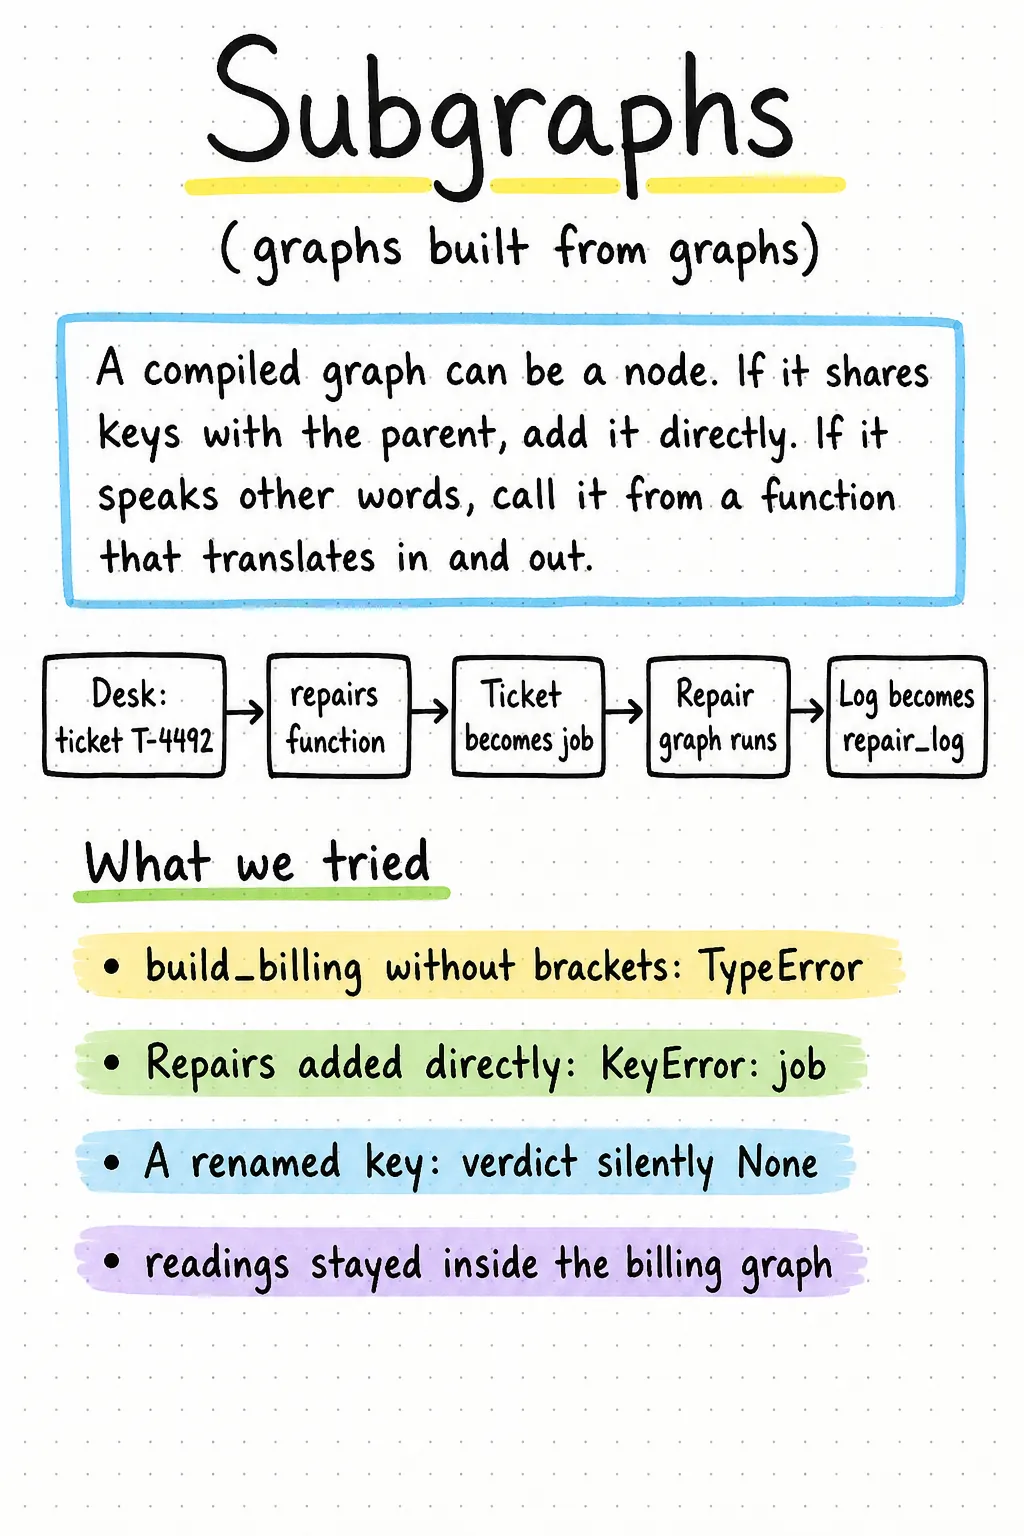 Subgraphs
(graphs built from graphs)
A compiled graph can be a node. If it shares
keys with the parent, add it directly. If it
speaks other words, call it from a function
that translates in and out.
Desk:
ticket T-4492
repairs
function
Ticket
becomes job
Repair
graph runs
Log becomes
repair_log
What we tried
• build_billing without brackets: TypeError
• Repairs added directly: KeyError: job
• A renamed key: verdict silently None
• readings stayed inside the billing graph